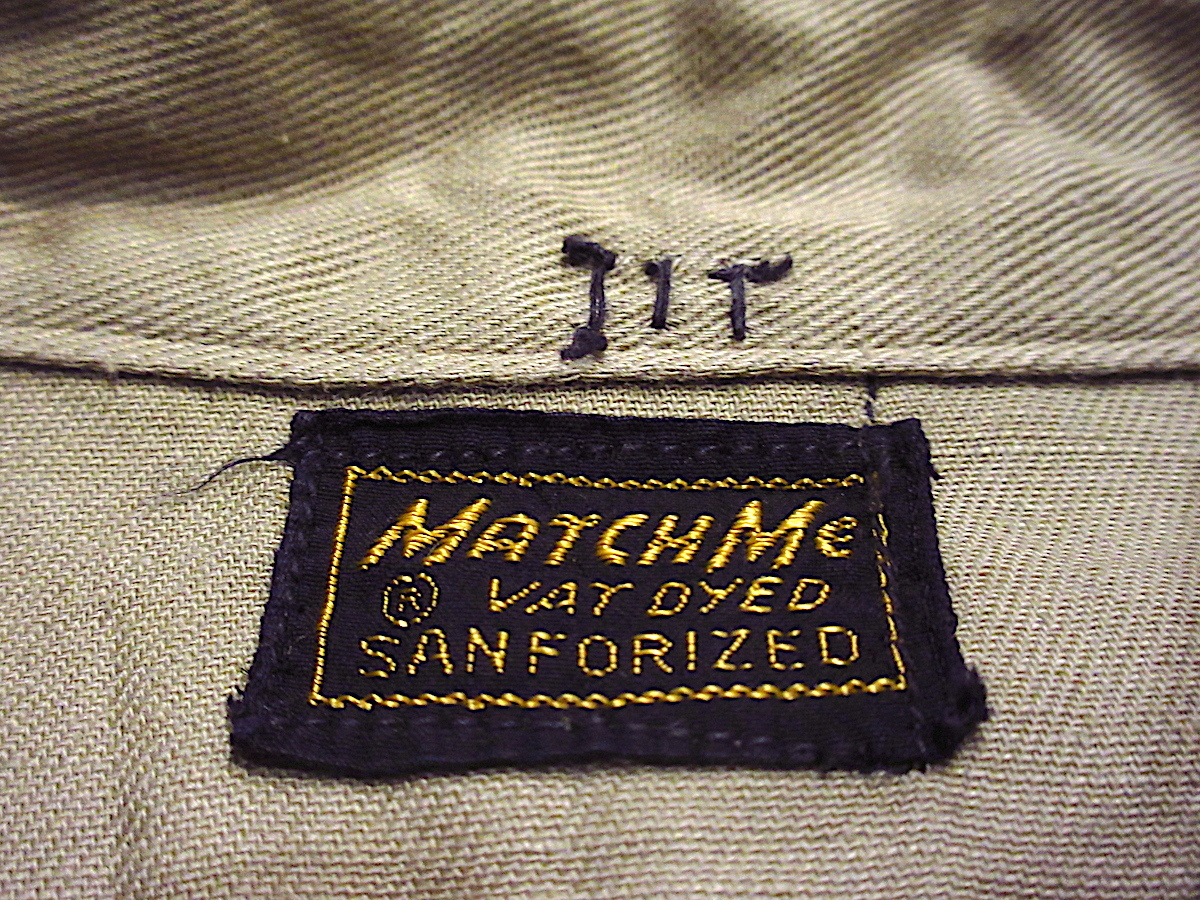 JIT
MATCHMe
® VAT DYED
SANFORIZED